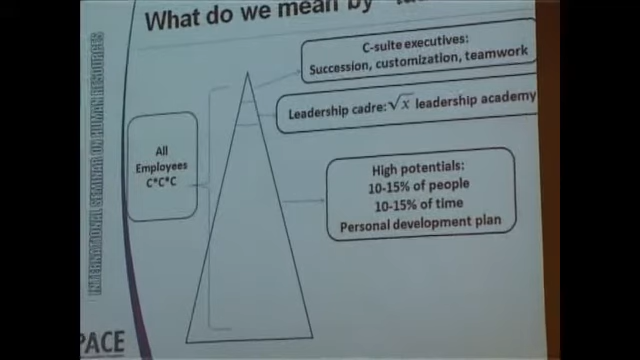 What do we mean by
C-suite executives:
Succession, customization, teamwork
Leadership cadre: √x leadership academy
All
Employees
C*C*C
High potentials:
10-15% of people
10-15% of time
Personal development plan
INTERNATIONAL SEMINAR ON HUMAN RESOURCES
PACE